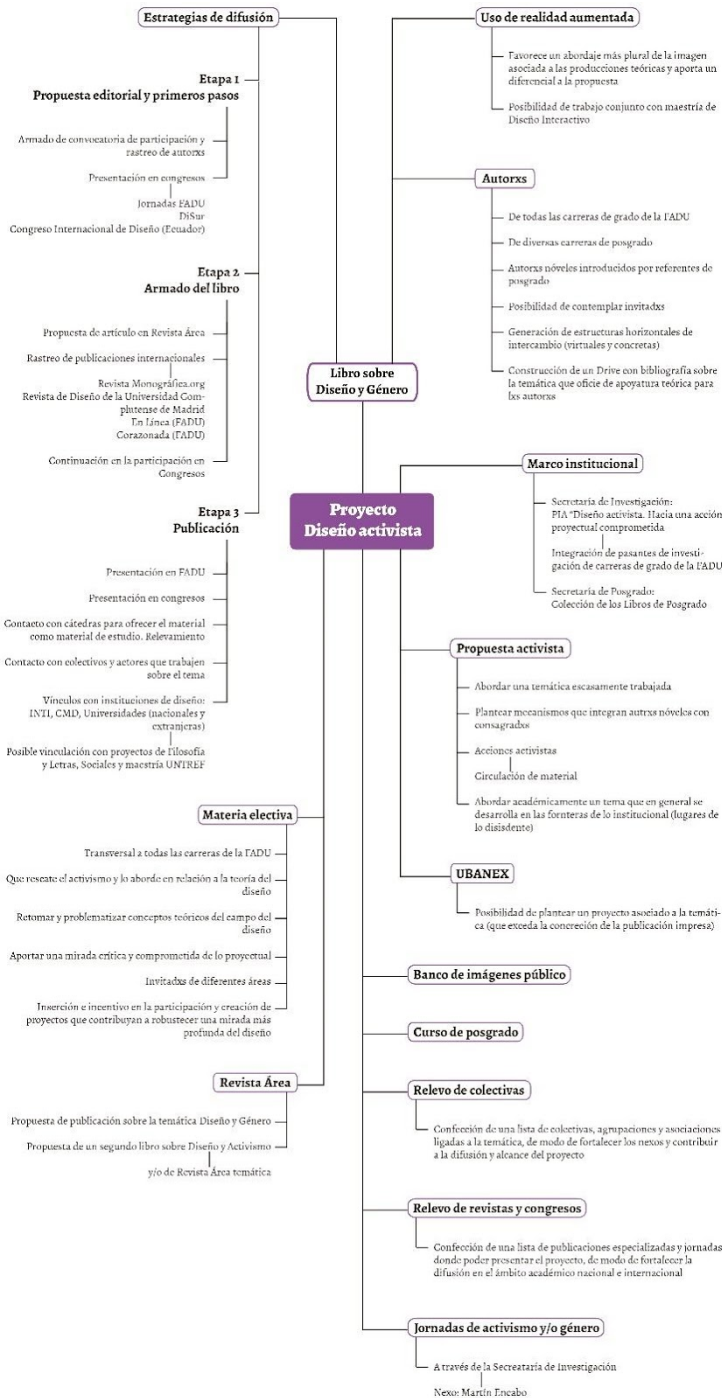 Estrategias de difusión
Etapa 1
Propuesta editorial y primeros pasos
Armado de convocatoria de participación y
rastreo de autorxs
Presentación en congresos
Jornadas FADU
DiSur
Congreso Internacional de Diseño (Ecuador)
Etapa 2
Armado del libro
Propuesta de artículo en Revista Área
Rastreo de publicaciones internacionales
Revista Monográfica.org
Revista de Diseño de la Universidad Com-
plutense de Madrid
En Línea (FADU)
Corazonada (FADU)
Continuación en la participación en
Congresos
Etapa 3
Publicación
Presentación en FADU
Presentación en congresos
Contacto con cátedras para ofrecer el material
como material de estudio. Relevamiento
Contacto con colectivos y actores que trabajen
sobre el tema
Vínculos con instituciones de diseño:
INTI, CMD, Universidades (nacionales y
extranjeras)
Posible vinculación con proyectos de Filosofía
y Letras, Sociales y maestría UNTREF
Uso de realidad aumentada
Favorece un abordaje más plural de la imagen
asociada a las producciones teóricas y aporta un
diferencial a la propuesta
Posibilidad de trabajo conjunto con maestría de
Diseño Interactivo
Autorxs
De todas las carreras de grado de la FADU
De diversas carreras de posgrado
Autorxs nóveles introducidos por referentes de
posgrado
Posibilidad de contemplar invitadxs
Generación de estructuras horizontales de
intercambio (virtuales y concretas)
Construcción de un Drive con bibliografía sobre
la temática que oficie de apoyatura teórica para
lxs autorxs
Libro sobre
Diseño y Género
Proyecto
Diseño activista
Marco institucional
Secretaría de Investigación:
PIA "Diseño activista. Hacia una acción
proyectual comprometida
Integración de pasantes de investi-
gación de carreras de grado de la FADU
Secretaría de Posgrado:
Colección de los Libros de Posgrado
Propuesta activista
Abordar una temática escasamente trabajada
Plantear mecanismos que integran autrxs nóveles con
consagradxs
Acciones activistas
Circulación de material
Abordar académicamente un tema que en general se
desarrolla en las fornteras de lo institucional (lugares de
lo disisdente)
UBANEX
Posibilidad de plantear un proyecto asociado a la temáti-
ca (que exceda la concreción de la publicación impresa)
Materia electiva
Transversal a todas las carreras de la FADU
Que rescate el activismo y lo aborde en relación a la teoría del
diseño
Retomar y problematizar conceptos teóricos del campo del
diseño
Aportar una mirada crítica y comprometida de lo proyectual
Invitadxs de diferentes áreas
Inserción e incentivo en la participación y creación de
proyectos que contribuyan a robustecer una mirada más
profunda del diseño
Revista Área
Propuesta de publicación sobre la temática Diseño y Género
Propuesta de un segundo libro sobre Diseño y Activismo
y/o de Revista Área temática
Banco de imágenes público
Curso de posgrado
Relevo de colectivas
Confección de una lista de colectivas, agrupaciones y asociaciones
ligadas a la temática, de modo de fortalecer los nexos y contribuir
a la difusión y alcance del proyecto
Relevo de revistas y congresos
Confección de una lista de publicaciones especializadas y jornadas
donde poder presentar el proyecto, de modo de fortalecer la
difusión en el ámbito académico nacional e internacional
Jornadas de activismo y/o género
A través de la Secreataría de Investigación
Nexo: Martín Encabo